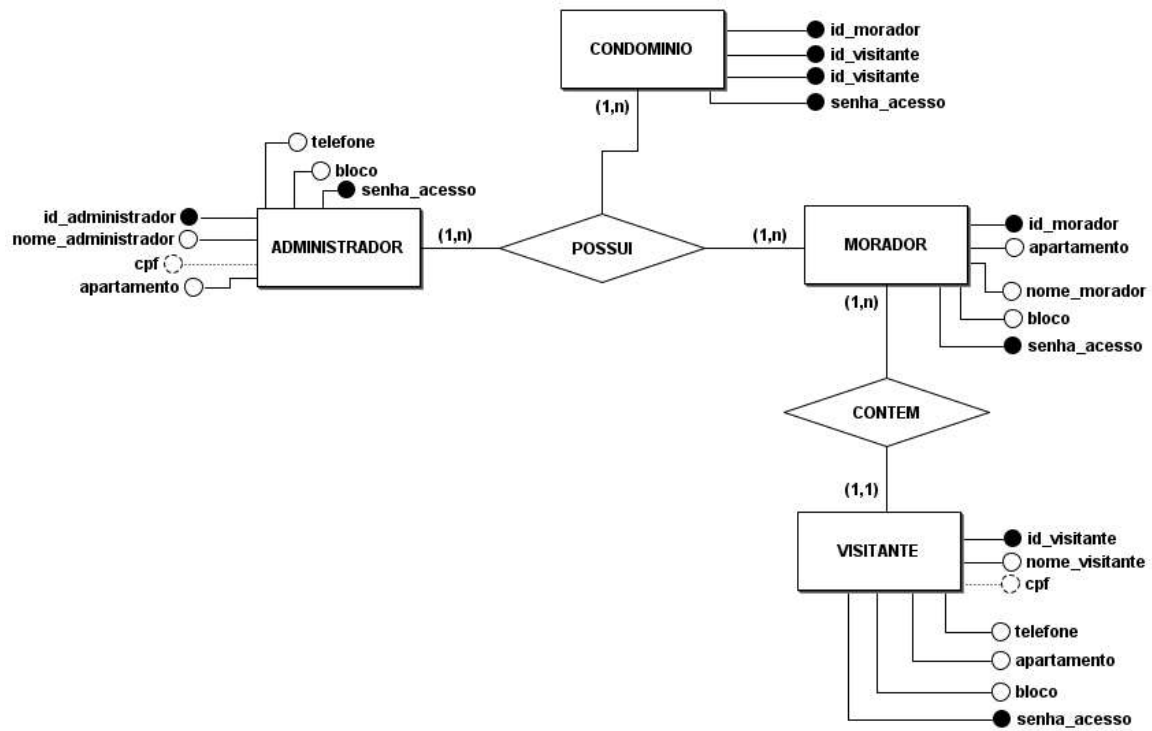 CONDOMINIO
id_morador
id_visitante
id_visitante
senha_acesso
(1,n)
telefone
bloco
senha_acesso
id_administrador
nome_administrador
cpf
apartamento
ADMINISTRADOR
(1,n)
POSSUI
(1,n)
MORADOR
id_morador
apartamento
nome_morador
bloco
senha_acesso
(1,n)
CONTEM
(1,1)
VISITANTE
id_visitante
nome_visitante
cpf
telefone
apartamento
bloco
senha_acesso